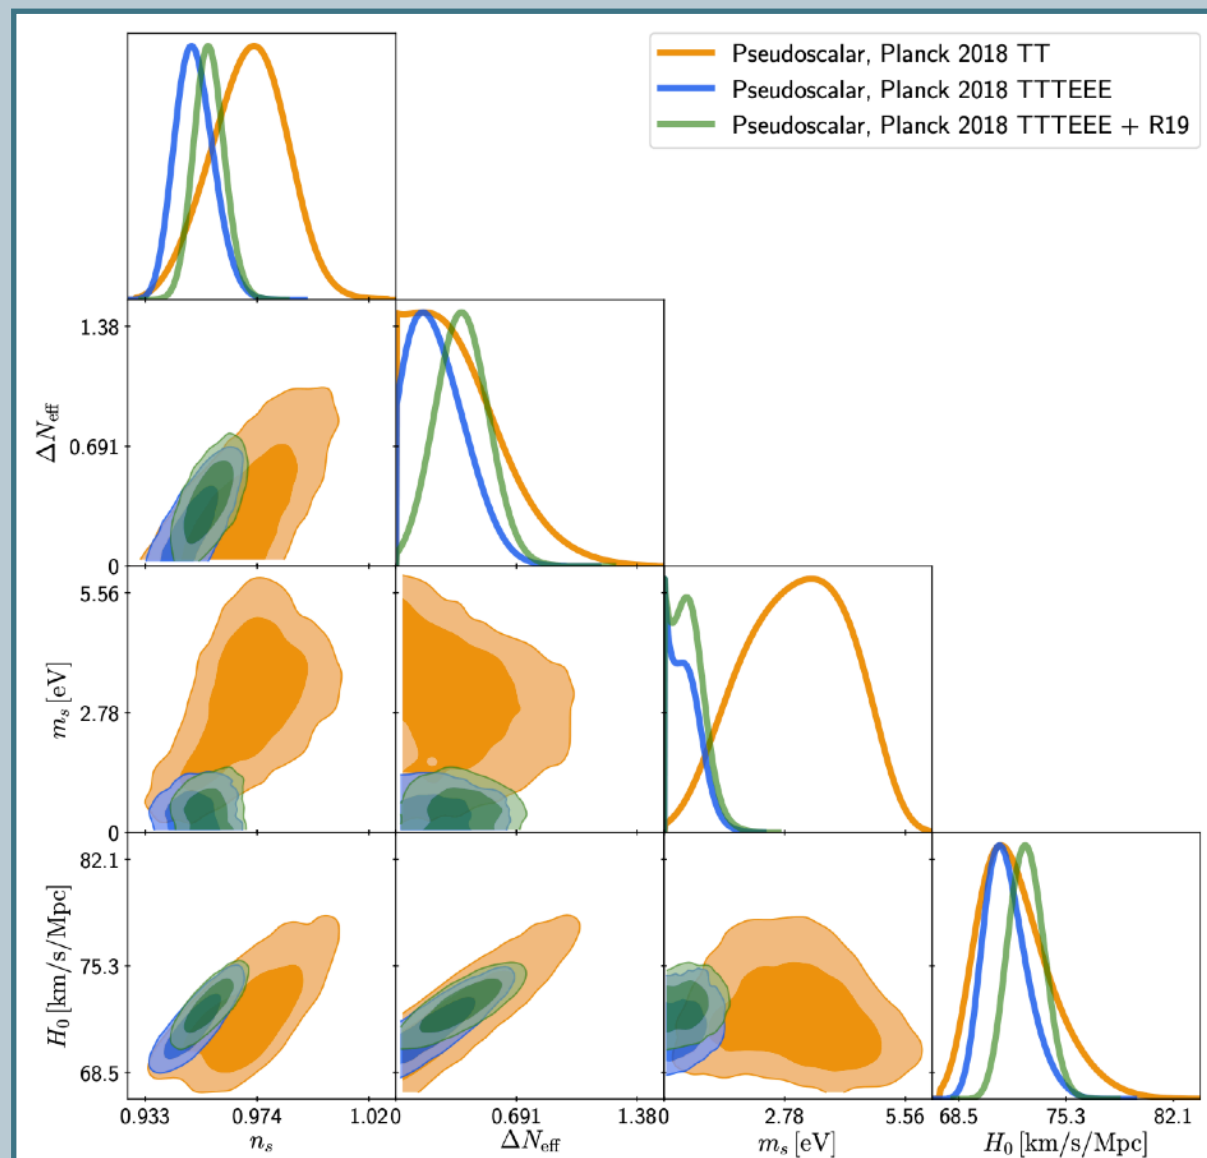 Pseudoscalar, Planck 2018 TT
Pseudoscalar, Planck 2018 TTTEEE
Pseudoscalar, Planck 2018 TTTEEE + R19
1.38
0.691
0
ΔN_eff
5.56
2.78
0
m_s [eV]
82.1
75.3
68.5
H_0 [km/s/Mpc]
0.933 0.974 1.020 0 0.691 1.380 0 2.78 5.56 68.5 75.3 82.1
n_s ΔN_eff m_s [eV] H_0 [km/s/Mpc]